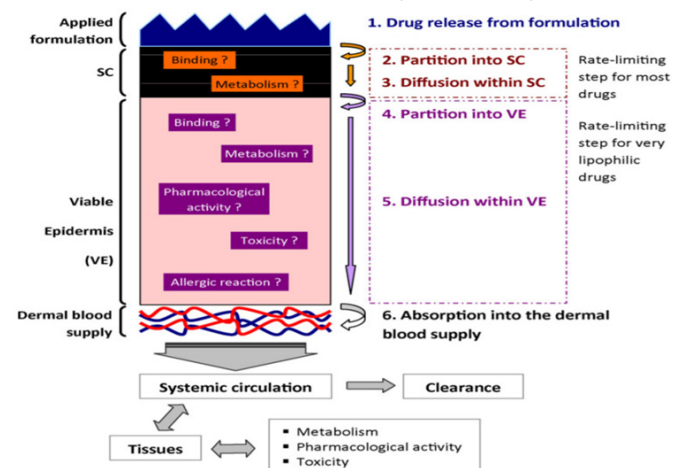 Applied
formulation
1. Drug release from formulation
SC
Binding ?
Metabolism ?
2. Partition into SC
3. Diffusion within SC
Rate-limiting
step for most
drugs
Viable
Epidermis
(VE)
Binding ?
Metabolism ?
Pharmacological
activity ?
Toxicity ?
Allergic reaction ?
4. Partition into VE
5. Diffusion within VE
Rate-limiting
step for very
lipophilic
drugs
Dermal blood
supply
6. Absorption into the dermal
blood supply
Systemic circulation
Clearance
Tissues
▪ Metabolism
▪ Pharmacological activity
▪ Toxicity